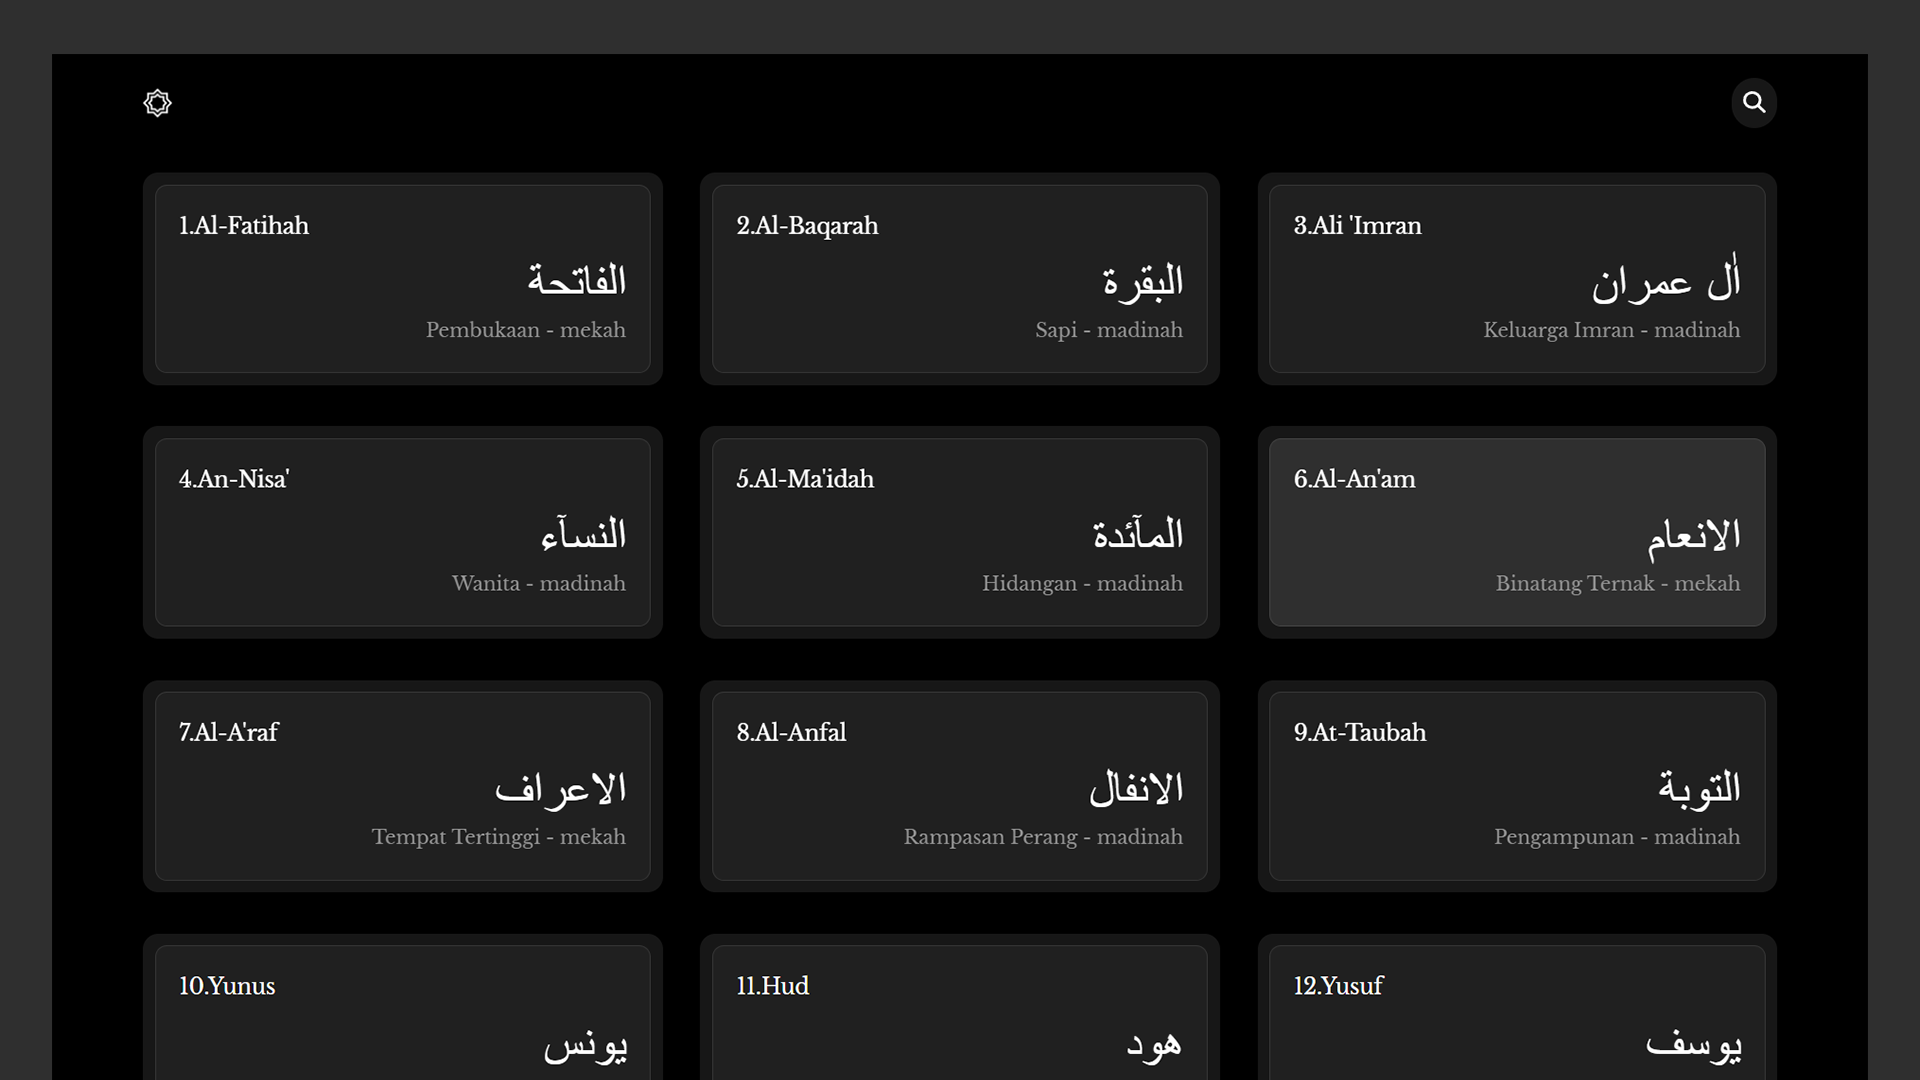 1.Al-Fatihah
الفاتحة
Pembukaan - mekah
2.Al-Baqarah
البقرة
Sapi - madinah
3.Ali 'Imran
اٰل عمران
Keluarga Imran - madinah
4.An-Nisa'
النساۤء
Wanita - madinah
5.Al-Ma'idah
الماۤئدة
Hidangan - madinah
6.Al-An'am
الانعام
Binatang Ternak - mekah
7.Al-A'raf
الاعراف
Tempat Tertinggi - mekah
8.Al-Anfal
الانفال
Rampasan Perang - madinah
9.At-Taubah
التوبة
Pengampunan - madinah
10.Yunus
يونس
11.Hud
هود
12.Yusuf
يوسف